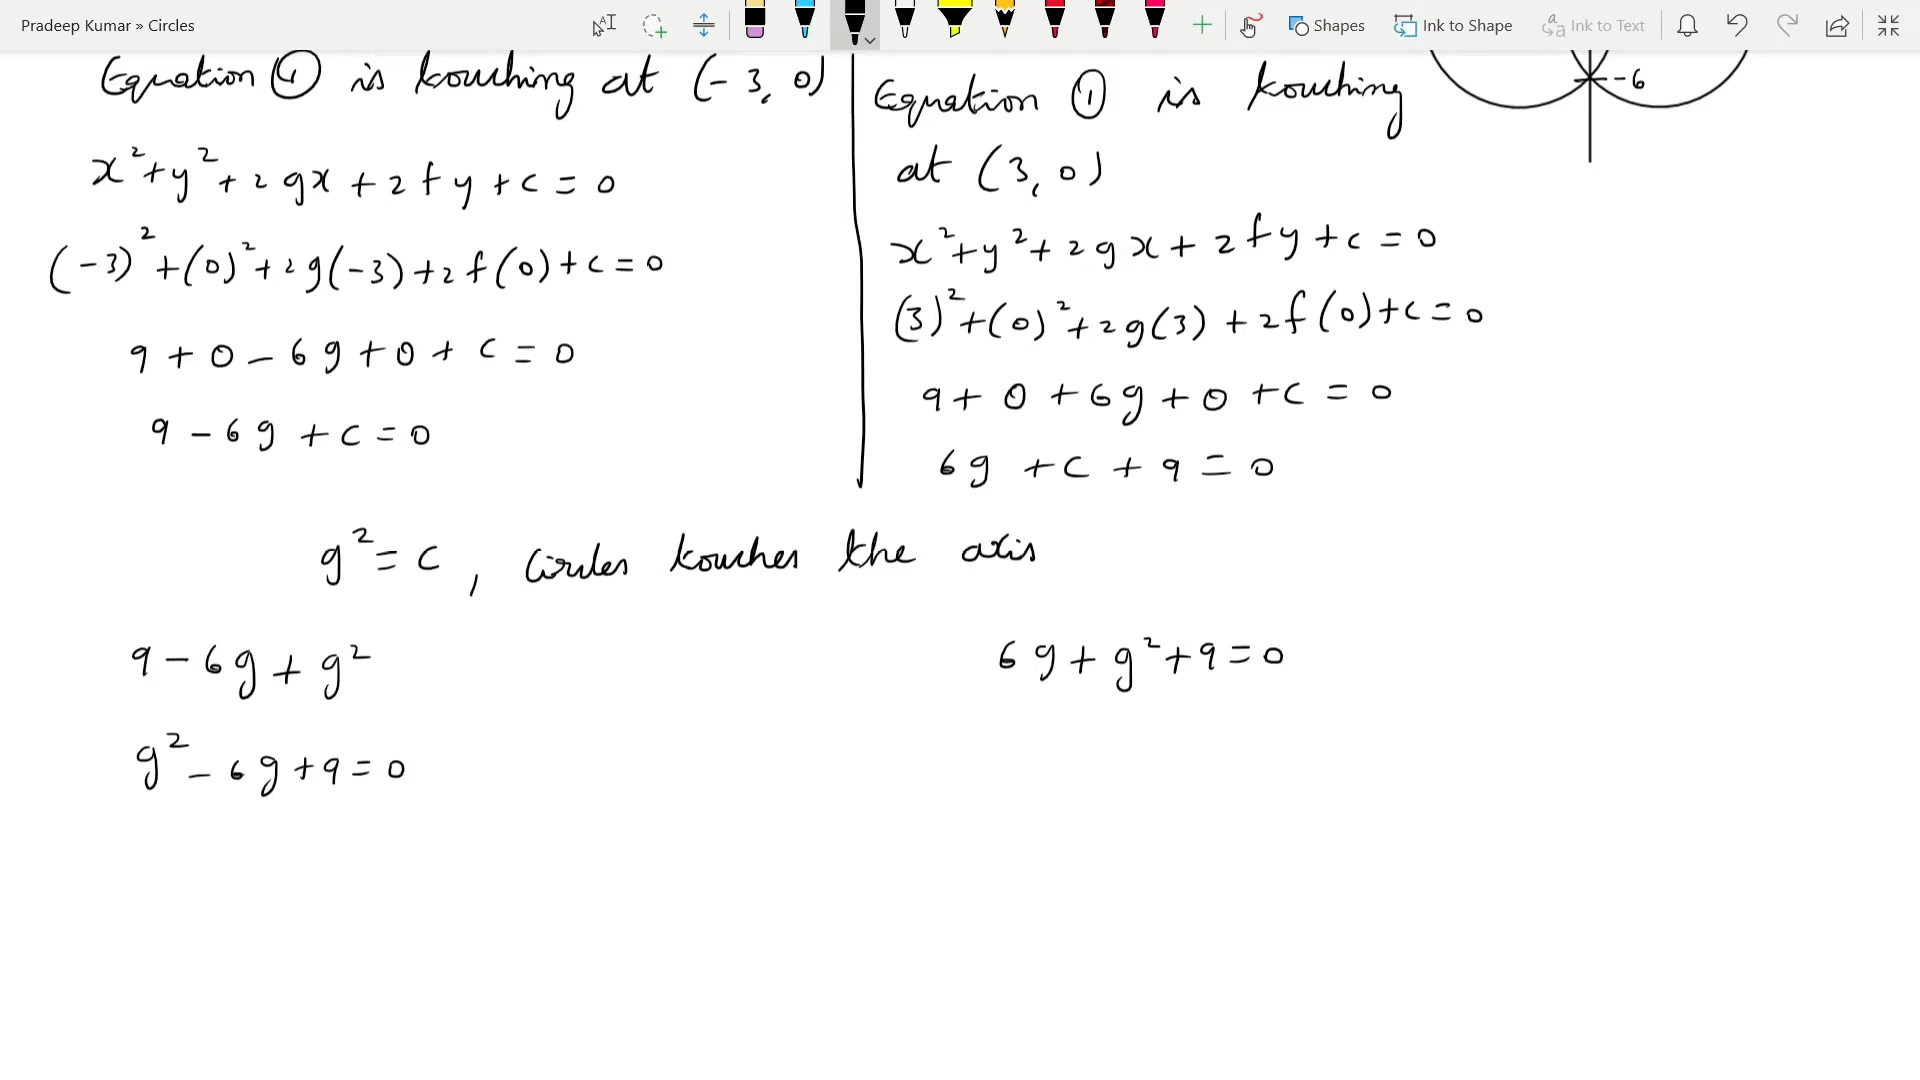 Pradeep Kumar » Circles
Shapes
Ink to Shape
Ink to Text
Equation ① is touching at (-3, 0)
x²+y²+2gx+2fy+c=0
(-3)²+(0)²+2g(-3)+2f(0)+c=0
9+0-6g+0+c=0
9-6g+c=0
Equation ① is touching
at (3,0)
x²+y²+2gx+2fy+c=0
(3)²+(0)²+2g(3)+2f(0)+c=0
9+0+6g+0+c=0
6g+c+9=0
-6
g²=c, Circles touches the axis
9-6g+g²
g²-6g+9=0
6g+g²+9=0